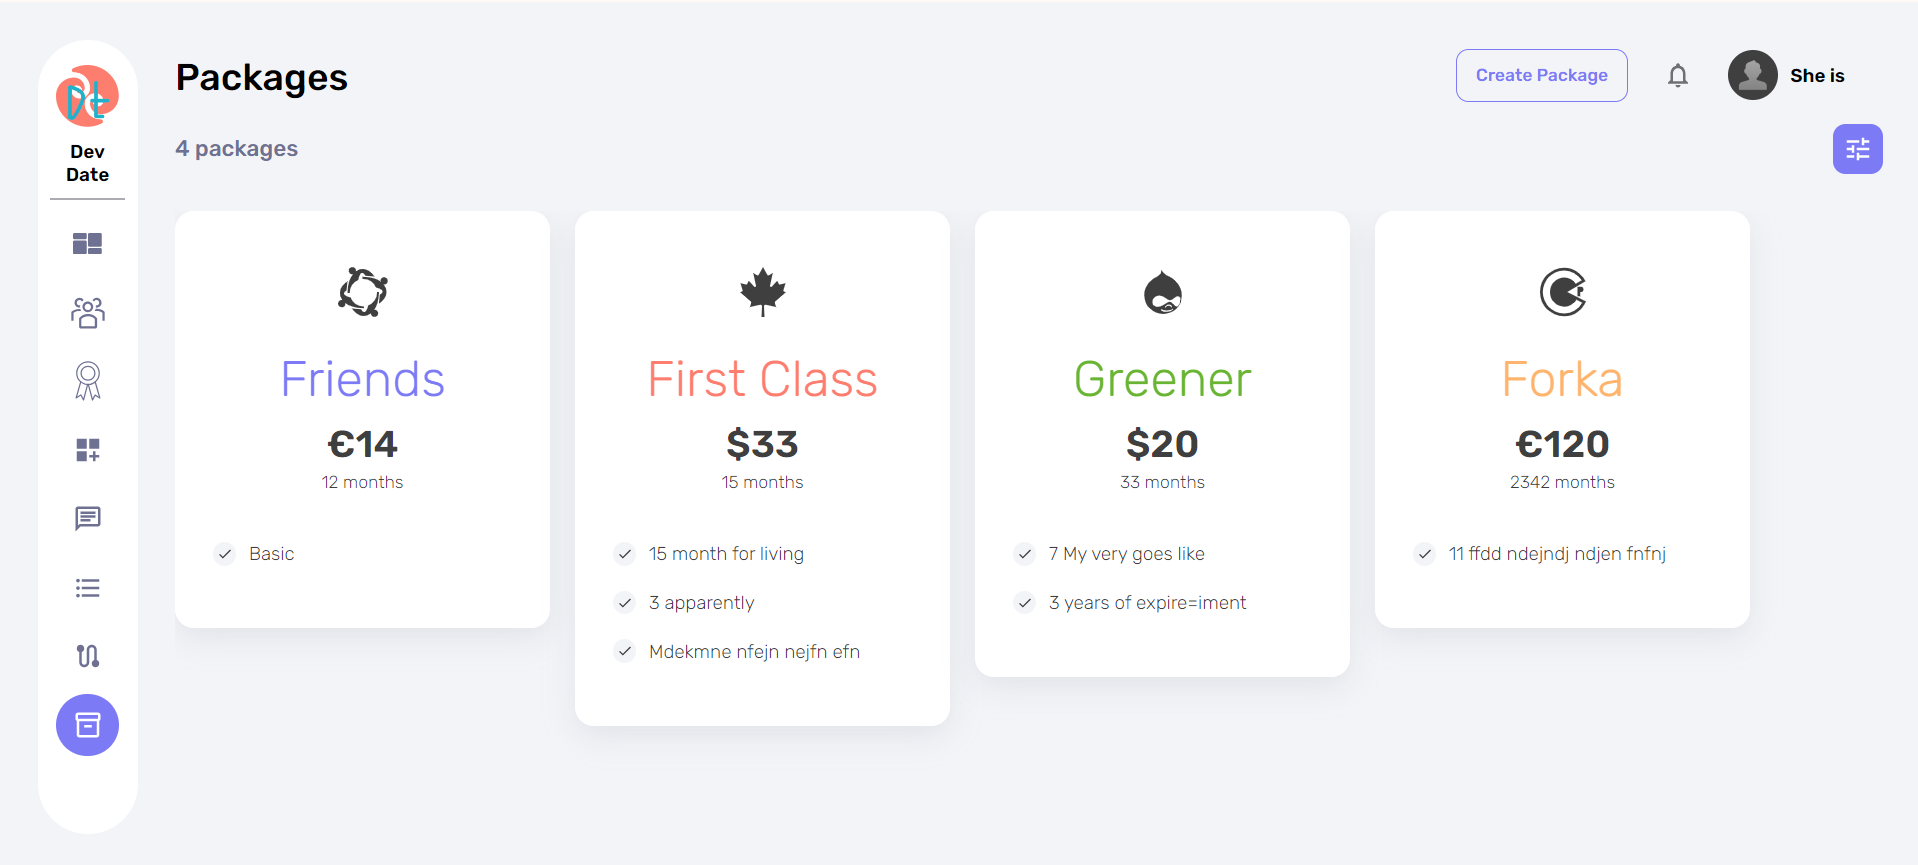 Dt
Dev
Date
Packages
Create Package
She is
4 packages
Friends
€14
12 months
Basic
First Class
$33
15 months
15 month for living
3 apparently
Mdekmne nfejn nejfn efn
Greener
$20
33 months
7 My very goes like
3 years of expire=iment
Forka
€120
2342 months
11 ffdd ndejndj ndjen fnfnj